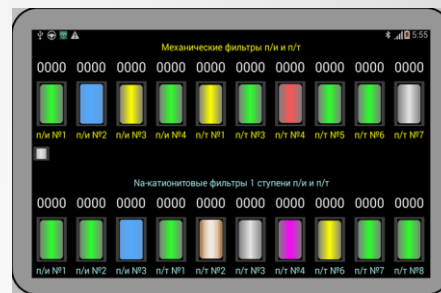 5:55
Механические фильтры п/и и п/т
0000 0000 0000 0000 0000 0000 0000 0000 0000 0000
п/и №1 п/и №2 п/и №3 п/и №4 п/т №1 п/т №3 п/т №4 п/т №5 п/т №6 п/т №7
Na-катионитовые фильтры 1 ступени п/и и п/т
0000 0000 0000 0000 0000 0000 0000 0000 0000 0000
п/и №1 п/и №2 п/и №3 п/т №1 п/т №2 п/т №3 п/т №4 п/т №6 п/т №7 п/т №8